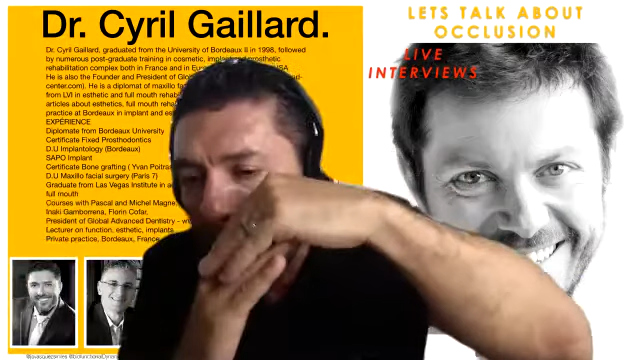 Dr. Cyril Gaillard.
LETS TALK ABOUT
OCCLUSION
LIVE
INTERVIEWS
Dr. Cyril Gaillard, graduated from the University of Bordeaux II in 1998, followed
by numerous post-graduate training in cosmetic, implant
rehabilitation complex both in France and in
He is also the Founder and President of
center.com). He is a diplomat of maxillo
from LVI in esthetic and full mouth
articles about esthetics, full mouth
practice at Bordeaux in implant and
EXPÉRIENCE
Diplomate from Bordeaux University
Certificate Fixed Prosthodontics
D.U Implantology (Bordeaux)
SAPO Implant
Certificate Bone grafting ( Yvan
D.U Maxillo facial surgery (Paris 7)
Graduate from Las Vegas Institute in
full mouth
Courses with Pascal and Michel Magne,
Inaki Gamborrena, Florin Cofar,
President of Global Advanced Dentistry -
Lecturer on function, esthetic, implants
Private practice, Bordeaux, France